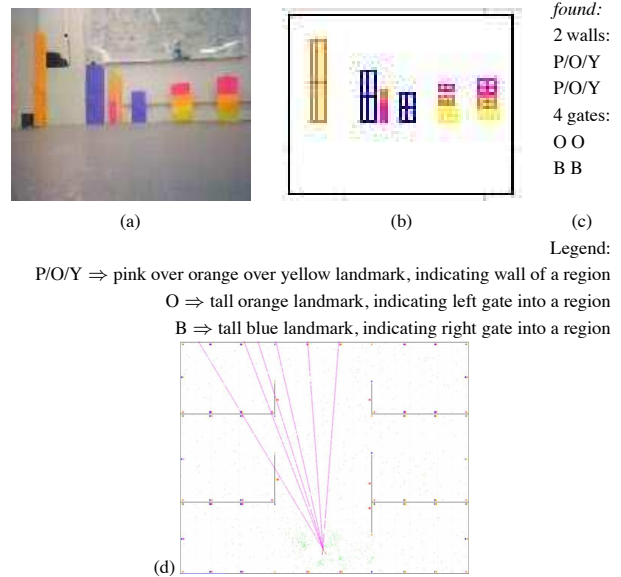 found:
2 walls:
P/O/Y
P/O/Y
4 gates:
O O
B B
(a)
(b)
(c)
Legend:
P/O/Y ⇒ pink over orange over yellow landmark, indicating wall of a region
O ⇒ tall orange landmark, indicating left gate into a region
B ⇒ tall blue landmark, indicating right gate into a region
(d)